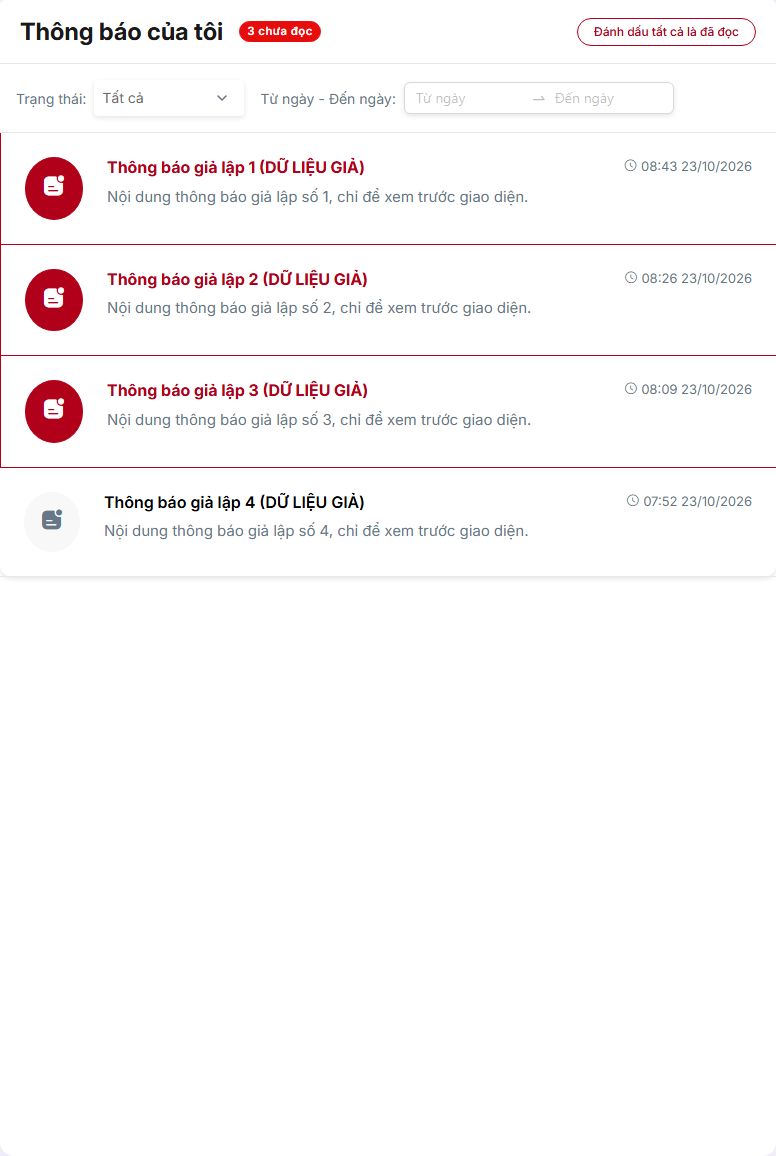 Thông báo của tôi 3 chưa đọc Đánh dấu tất cả là đã đọc
Trạng thái: Tất cả Từ ngày - Đến ngày: Từ ngày → Đến ngày
Thông báo giả lập 1 (DỮ LIỆU GIẢ) 08:43 23/10/2026
Nội dung thông báo giả lập số 1, chỉ để xem trước giao diện.
Thông báo giả lập 2 (DỮ LIỆU GIẢ) 08:26 23/10/2026
Nội dung thông báo giả lập số 2, chỉ để xem trước giao diện.
Thông báo giả lập 3 (DỮ LIỆU GIẢ) 08:09 23/10/2026
Nội dung thông báo giả lập số 3, chỉ để xem trước giao diện.
Thông báo giả lập 4 (DỮ LIỆU GIẢ) 07:52 23/10/2026
Nội dung thông báo giả lập số 4, chỉ để xem trước giao diện.